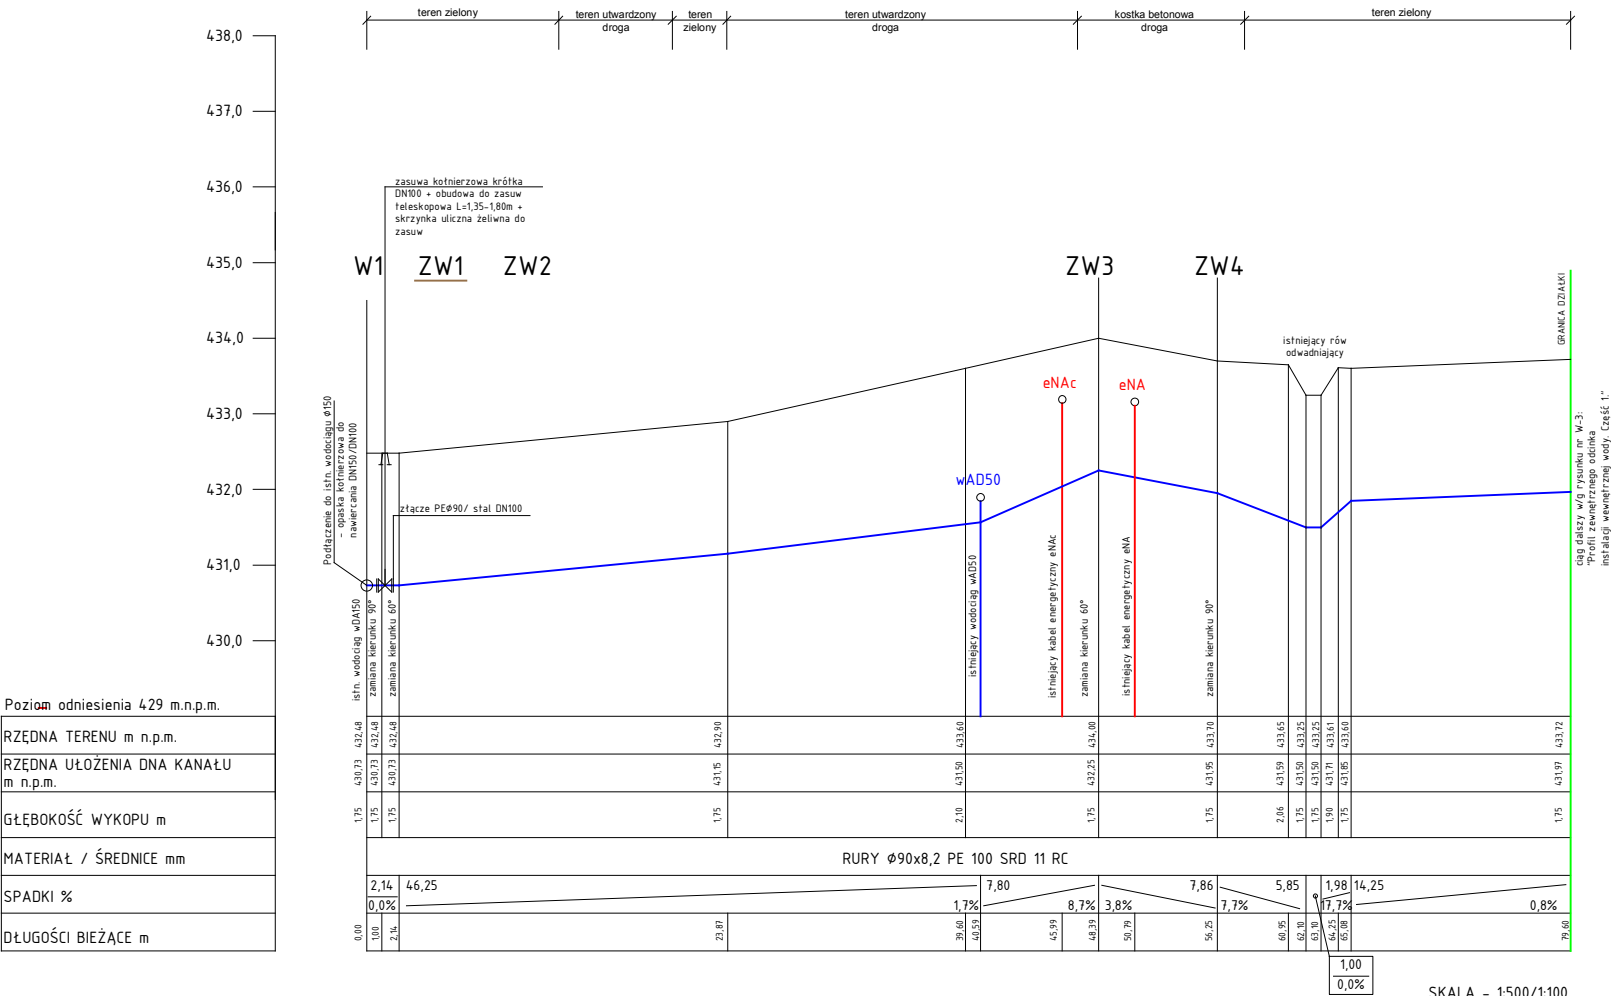 teren zielony
teren utwardzony
droga
teren
zielony
teren utwardzony
droga
kostka betonowa
droga
teren zielony
438,0
437,0
436,0
435,0
434,0
433,0
432,0
431,0
430,0
zasuwa kołnierzowa krótka
DN100 + obudowa do zasuw
teleskopowa L=1,35-1,80m +
skrzynka uliczna żeliwna do
zasuw
W1
ZW1
ZW2
ZW3
ZW4
GRANICA DZIAŁKI
istniejący rów
odwadniający
eNAc
eNA
wAD50
Podłączenie do istn. wodociągu Ø150
- opaska kołnierzowa do
nawiercania DN150/DN100
złącze PEØ90/ stal DN100
ciąg dalszy w/g rysunku nr W-3:
"Profil zewnętrznego odcinka
instalacji wewnętrznej wody. Część 1."
istn. wodociąg wDA150
zamiana kierunku 90°
zamiana kierunku 60°
istniejący wodociąg wAD50
istniejący kabel energetyczny eNAc
zamiana kierunku 60°
istniejący kabel energetyczny eNA
zamiana kierunku 90°
Poziom odniesienia 429 m.n.p.m.
RZĘDNA TERENU m n.p.m.
432,48
432,48
432,48
432,90
433,60
434,00
433,70
433,65
433,25
433,25
433,61
433,60
433,72
RZĘDNA UŁOŻENIA DNA KANAŁU
m n.p.m.
430,73
430,73
430,73
431,15
431,50
432,25
431,95
431,59
431,50
431,50
431,71
431,85
431,97
GŁĘBOKOŚĆ WYKOPU m
1,75
1,75
1,75
1,75
2,10
1,75
1,75
2,06
1,75
1,75
1,90
1,75
1,75
MATERIAŁ / ŚREDNICE mm
RURY Ø90x8,2 PE 100 SRD 11 RC
SPADKI %
2,14
0,0%
46,25
1,7%
7,80
8,7%
7,86
3,8%
5,85
7,7%
1,98
17,7%
14,25
0,8%
DŁUGOŚCI BIEŻĄCE m
0,00
1,00
2,14
23,87
39,60
40,59
45,99
48,39
50,79
56,25
60,95
62,10
63,10
64,25
65,08
79,60
1,00
0,0%
SKALA - 1:500/1:100